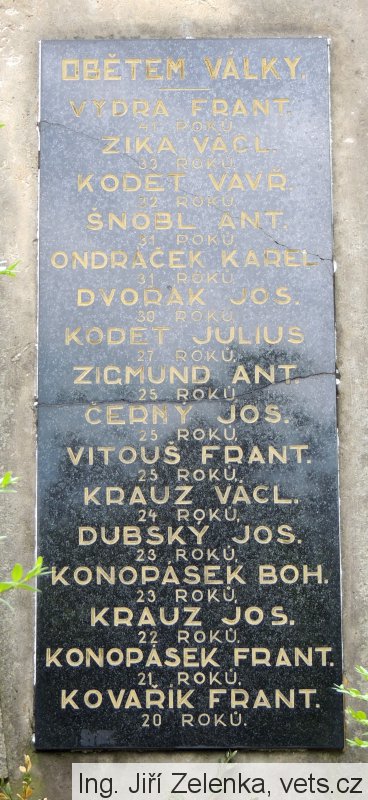 OBĚTEM VÁLKY.
VYDRA FRANT.
41 ROKŮ.
ZIKA VÁCL.
33 ROKŮ.
KODET VAVŘ.
32 ROKŮ.
ŠNOBL ANT.
31 ROKŮ.
ONDRÁČEK KAREL
31 ROKŮ.
DVOŘÁK JOS.
30 ROKŮ.
KODET JULIUS
27 ROKŮ.
ZIGMUND ANT.
25 ROKŮ
ČERNÝ JOS.
25 ROKŮ.
VITOUŠ FRANT.
25 ROKŮ.
KRAUZ VÁCL.
24 ROKŮ.
DUBSKÝ JOS.
23 ROKŮ.
KONOPÁSEK BOH.
23 ROKŮ.
KRAUZ JOS.
22 ROKŮ.
KONOPÁSEK FRANT.
21 ROKŮ.
KOVAŘÍK FRANT.
20 ROKŮ.
Ing. Jiří Zelenka, vets.cz